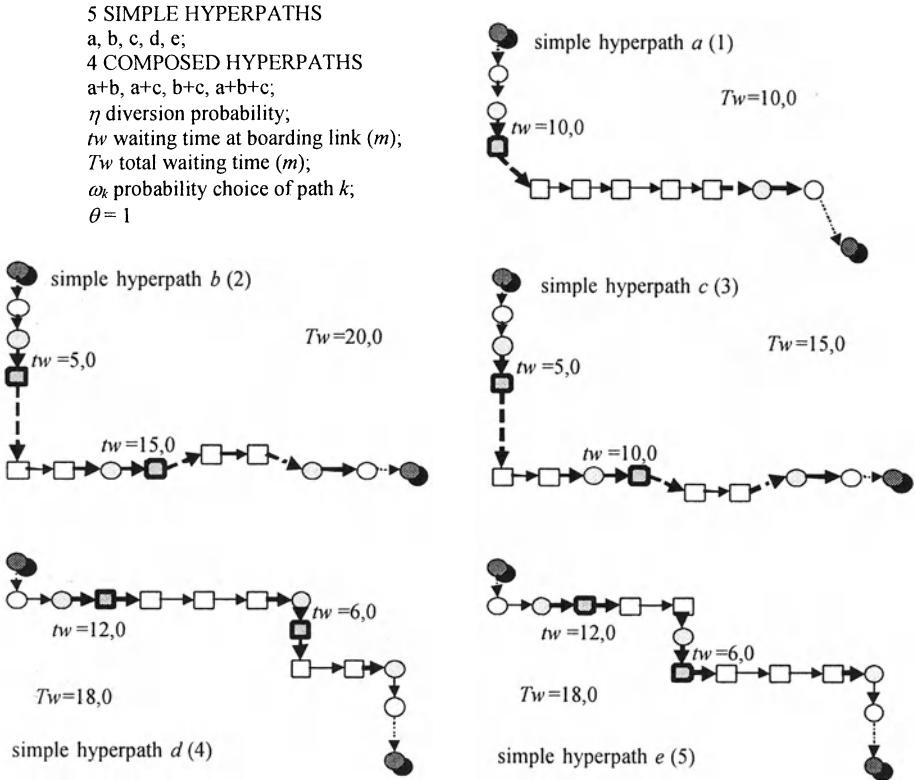 5 SIMPLE HYPERPATHS
a, b, c, d, e;
4 COMPOSED HYPERPATHS
a+b, a+c, b+c, a+b+c;
η diversion probability;
tw waiting time at boarding link (m);
Tw total waiting time (m);
ωk probability choice of path k;
θ = 1
simple hyperpath a (1)
Tw=10,0
tw =10,0
simple hyperpath b (2)
Tw=20,0
tw =5,0
tw =15,0
simple hyperpath c (3)
Tw=15,0
tw =5,0
tw =10,0
tw =12,0
tw =6,0
Tw=18,0
simple hyperpath d (4)
tw =12,0
tw =6,0
Tw=18,0
simple hyperpath e (5)